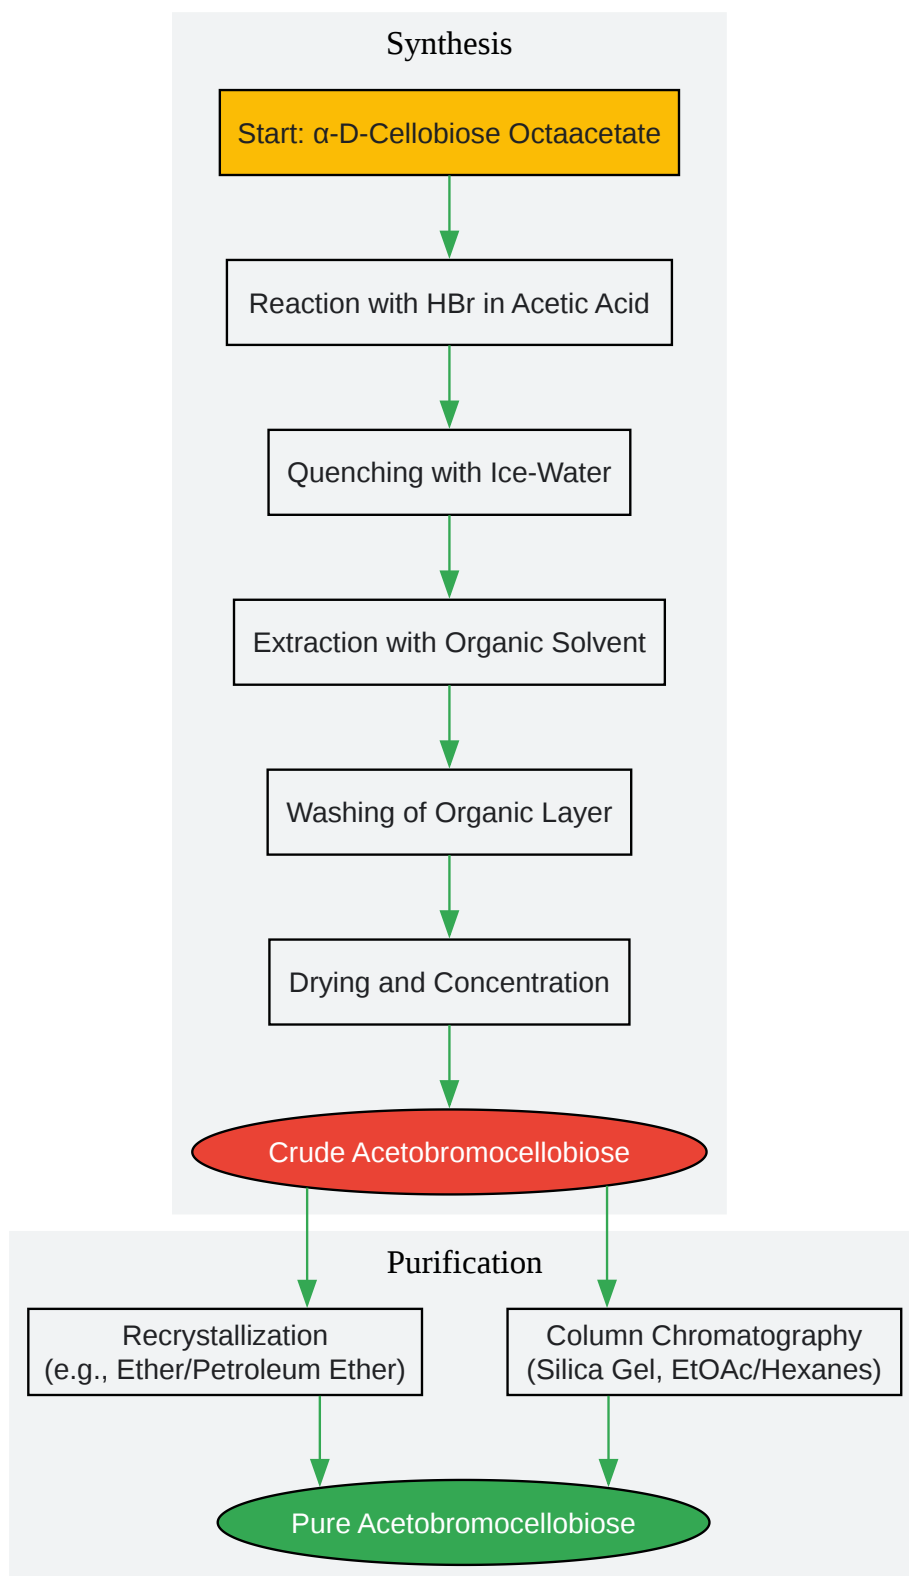 Synthesis
Start: α-D-Cellobiose Octaacetate
Reaction with HBr in Acetic Acid
Quenching with Ice-Water
Extraction with Organic Solvent
Washing of Organic Layer
Drying and Concentration
Crude Acetobromocellobiose
Purification
Recrystallization
(e.g., Ether/Petroleum Ether)
Column Chromatography
(Silica Gel, EtOAc/Hexanes)
Pure Acetobromocellobiose